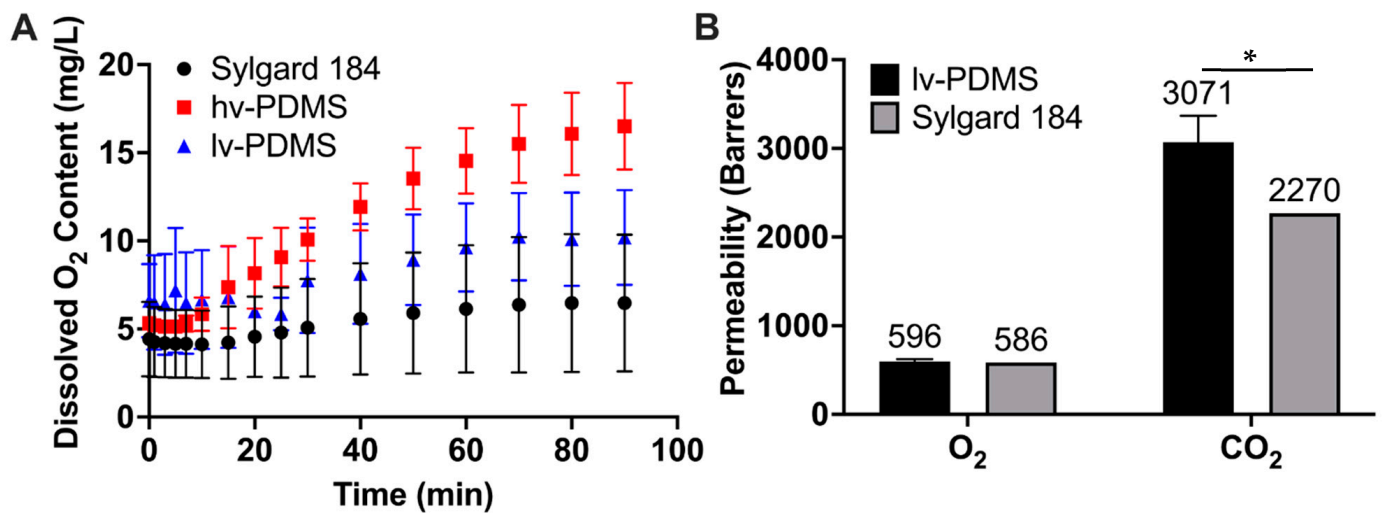 A
Dissolved O₂ Content (mg/L)
20
15
10
5
0
Sylgard 184
hv-PDMS
lv-PDMS
0 20 40 60 80 100
Time (min)
B
Permeability (Barrers)
4000
3000
2000
1000
0
lv-PDMS
Sylgard 184
*
3071
2270
596
586
O₂ CO₂